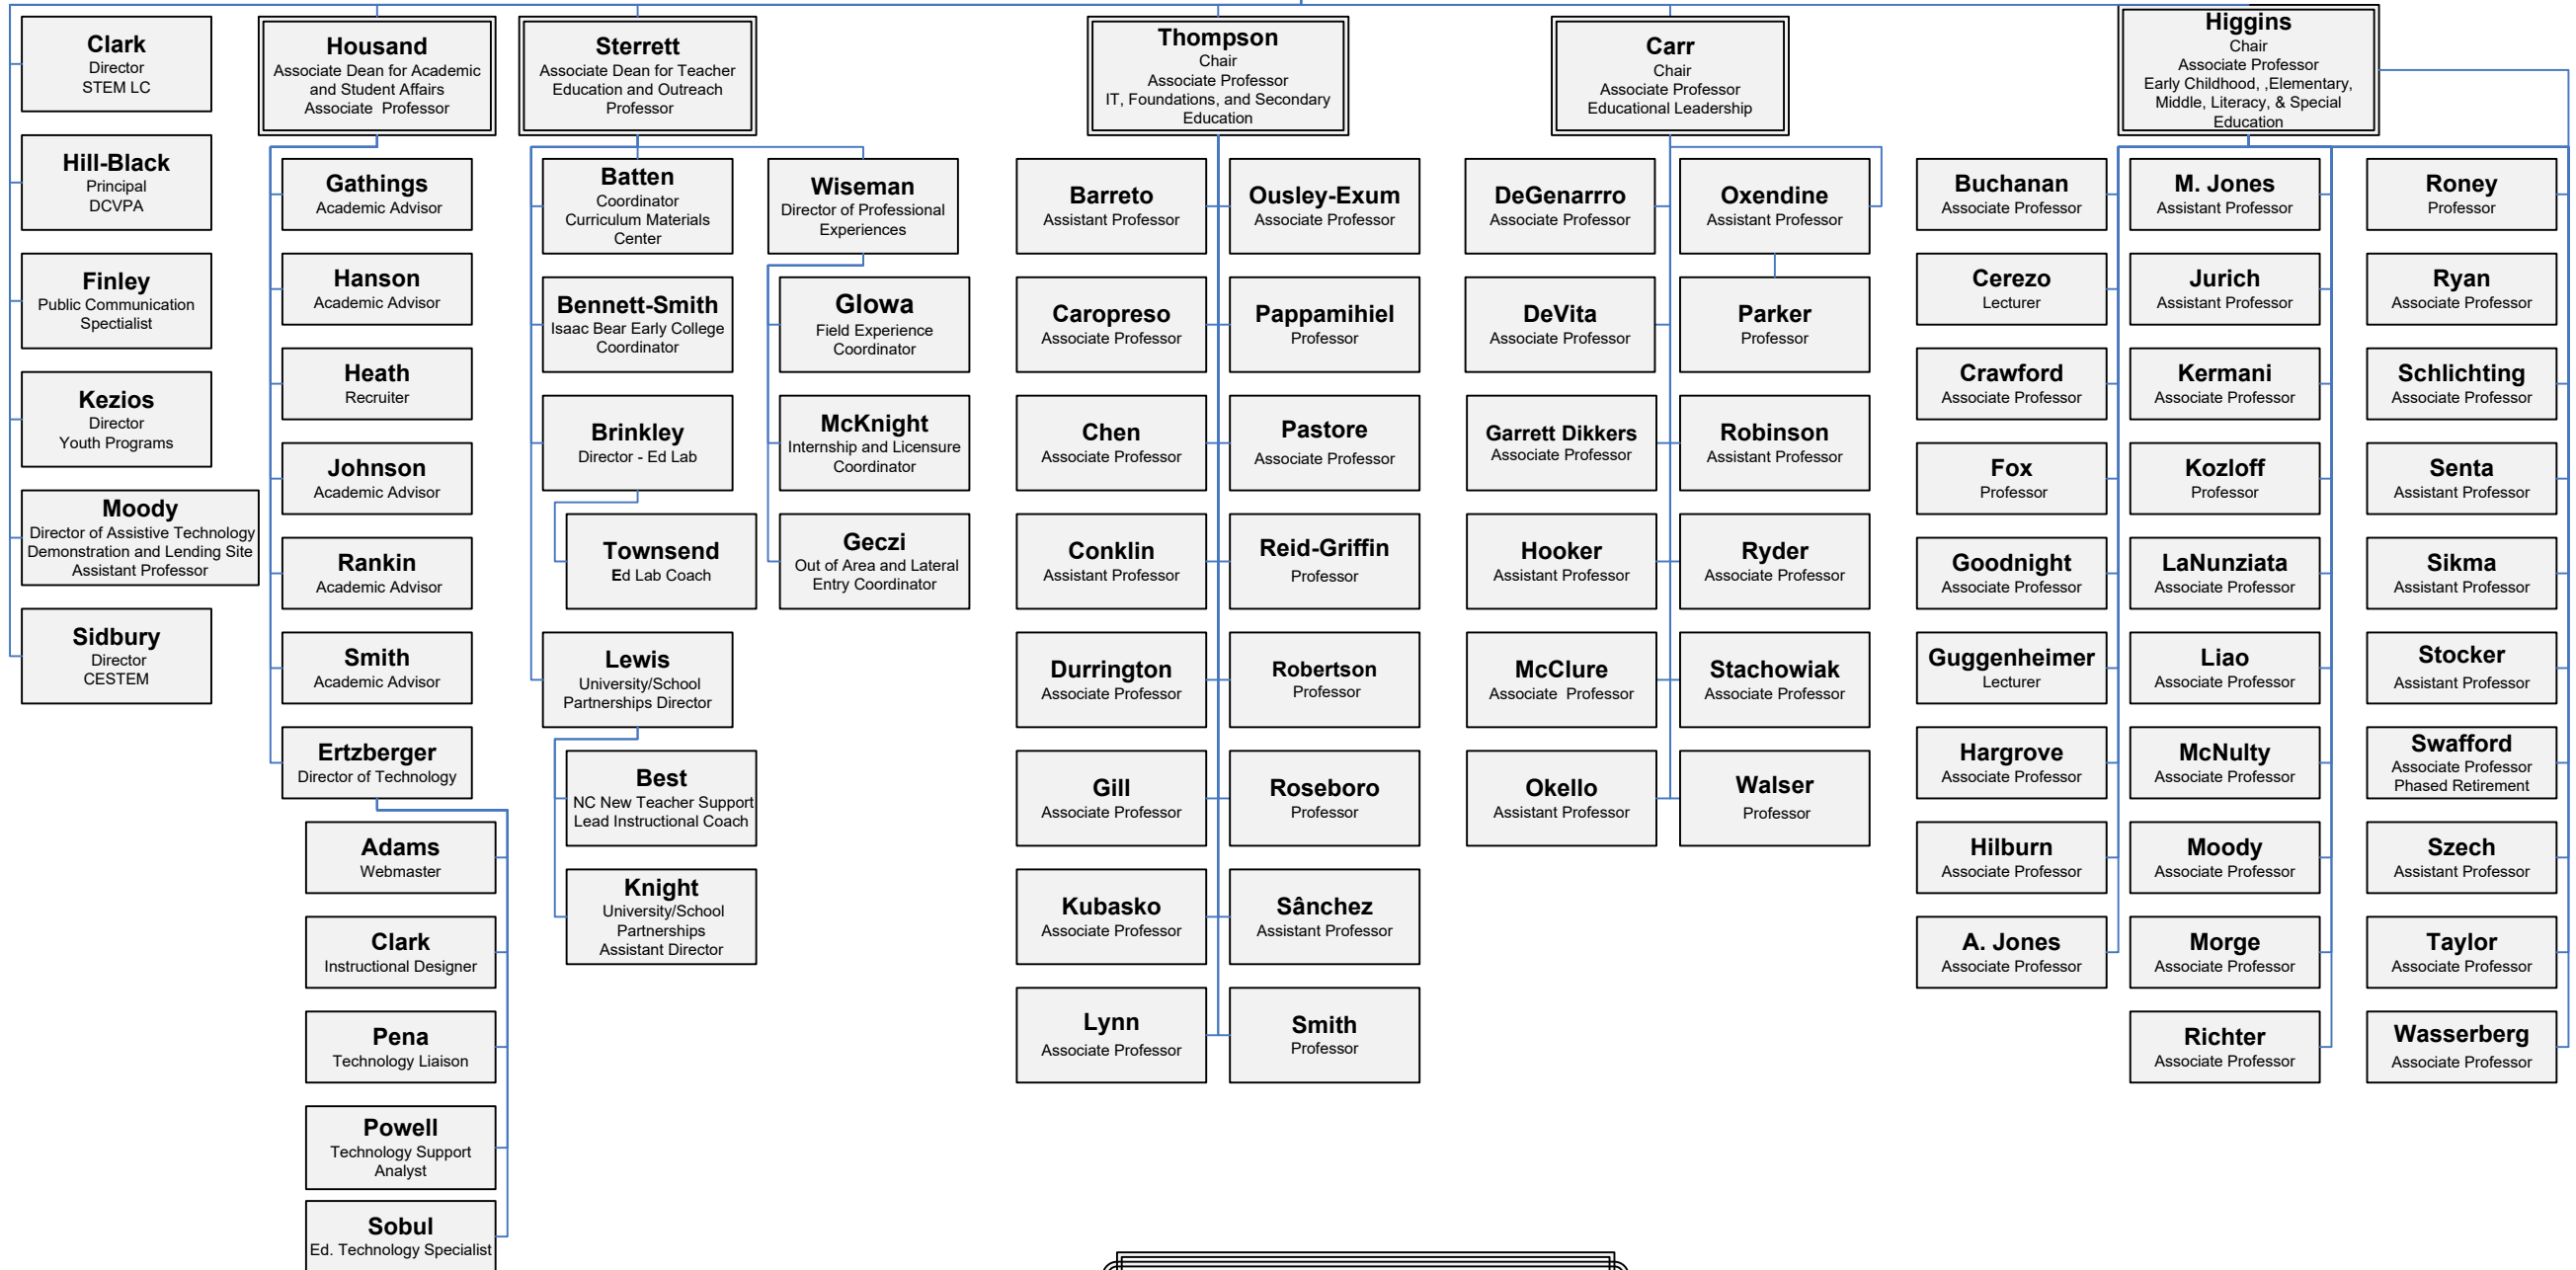 Clark
Director
STEM LC
Hill-Black
Principal
DCVPA
Finley
Public Communication
Specialist
Kezios
Director
Youth Programs
Moody
Director of Assistive Technology
Demonstration and Lending Site
Assistant Professor
Sidbury
Director
CESTEM
Housand
Associate Dean for Academic
and Student Affairs
Associate  Professor
Gathings
Academic Advisor
Hanson
Academic Advisor
Heath
Recruiter
Johnson
Academic Advisor
Rankin
Academic Advisor
Smith
Academic Advisor
Ertzberger
Director of Technology
Adams
Webmaster
Clark
Instructional Designer
Pena
Technology Liaison
Powell
Technology Support
Analyst
Sobul
Ed. Technology Specialist
Sterrett
Associate Dean for Teacher
Education and Outreach
Professor
Batten
Coordinator
Curriculum Materials
Center
Bennett-Smith
Isaac Bear Early College
Coordinator
Brinkley
Director - Ed Lab
Townsend
Ed Lab Coach
Lewis
University/School
Partnerships Director
Best
NC New Teacher Support
Lead Instructional Coach
Knight
University/School
Partnerships
Assistant Director
Wiseman
Director of Professional
Experiences
Glowa
Field Experience
Coordinator
McKnight
Internship and Licensure
Coordinator
Geczi
Out of Area and Lateral
Entry Coordinator
Thompson
Chair
Associate Professor
IT, Foundations, and Secondary
Education
Barreto
Assistant Professor
Caropreso
Associate Professor
Chen
Associate Professor
Conklin
Assistant Professor
Durrington
Associate Professor
Gill
Associate Professor
Kubasko
Associate Professor
Lynn
Associate Professor
Ousley-Exum
Associate Professor
Pappamihiel
Professor
Pastore
Associate Professor
Reid-Griffin
Professor
Robertson
Professor
Roseboro
Professor
Sânchez
Assistant Professor
Smith
Professor
Carr
Chair
Associate Professor
Educational Leadership
DeGenarrro
Associate Professor
DeVita
Associate Professor
Garrett Dikkers
Associate Professor
Hooker
Assistant Professor
McClure
Associate  Professor
Okello
Assistant Professor
Oxendine
Assistant Professor
Parker
Professor
Robinson
Assistant Professor
Ryder
Associate Professor
Stachowiak
Associate Professor
Walser
Professor
Higgins
Chair
Associate Professor
Early Childhood, ,Elementary,
Middle, Literacy, & Special
Education
Buchanan
Associate Professor
Cerezo
Lecturer
Crawford
Associate Professor
Fox
Professor
Goodnight
Associate Professor
Guggenheimer
Lecturer
Hargrove
Associate Professor
Hilburn
Associate Professor
A. Jones
Associate Professor
M. Jones
Assistant Professor
Jurich
Assistant Professor
Kermani
Associate Professor
Kozloff
Professor
LaNunziata
Associate Professor
Liao
Associate Professor
McNulty
Associate Professor
Moody
Associate Professor
Morge
Associate Professor
Richter
Associate Professor
Roney
Professor
Ryan
Associate Professor
Schlichting
Associate Professor
Senta
Assistant Professor
Sikma
Assistant Professor
Stocker
Assistant Professor
Swafford
Associate Professor
Phased Retirement
Szech
Assistant Professor
Taylor
Associate Professor
Wasserberg
Associate Professor